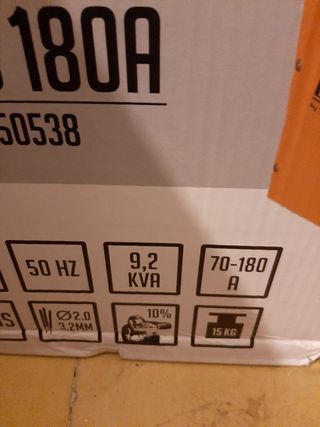 180A
50538
50 HZ
9,2
KVA
70-180
A
Ø2.0
3.2MM
10%
15 KG